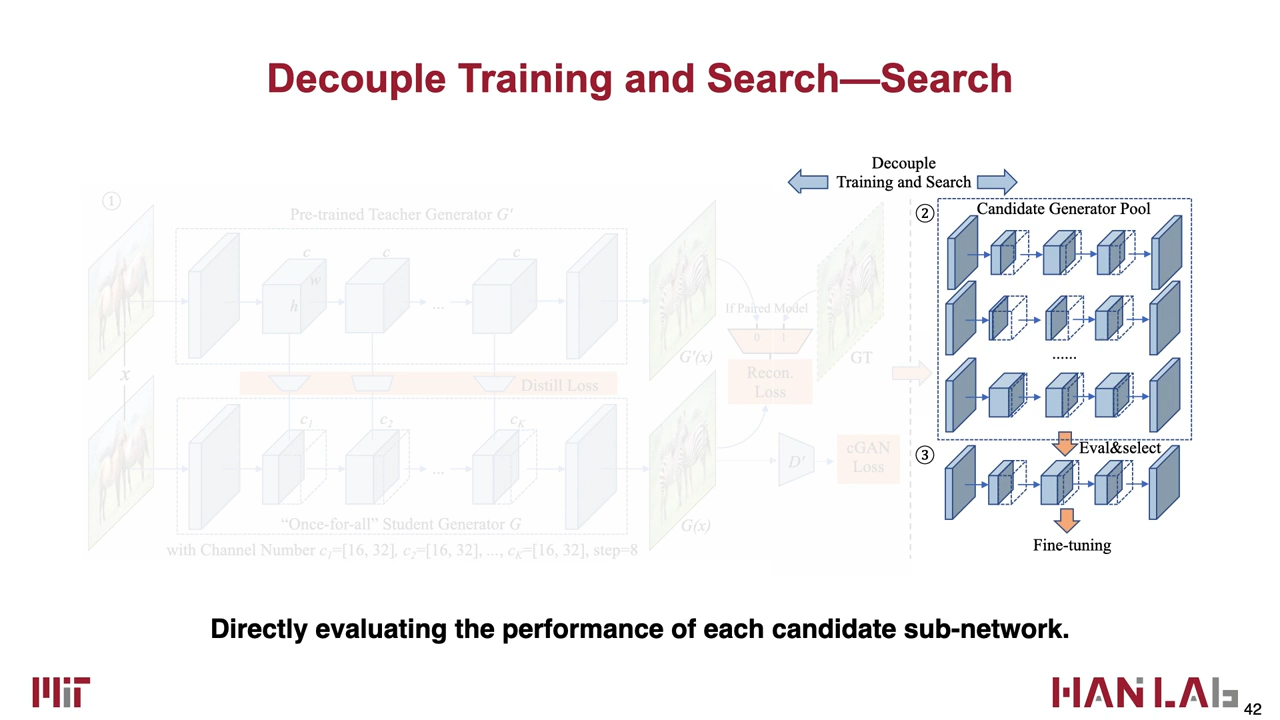 Decouple Training and Search—Search
Decouple
Training and Search
①
Pre-trained Teacher Generator G'
c
c
c
w
h
...
x
G'(x)
If Paired Model
0 1
Recon.
Loss
GT
Distill Loss
c1
c2
cK
...
"Once-for-all" Student Generator G
with Channel Number c1=[16, 32], c2=[16, 32], ..., cK=[16, 32], step=8
G(x)
D'
cGAN
Loss
②
Candidate Generator Pool
......
Eval&select
③
Fine-tuning
Directly evaluating the performance of each candidate sub-network.
MIT
HAN LAB
42